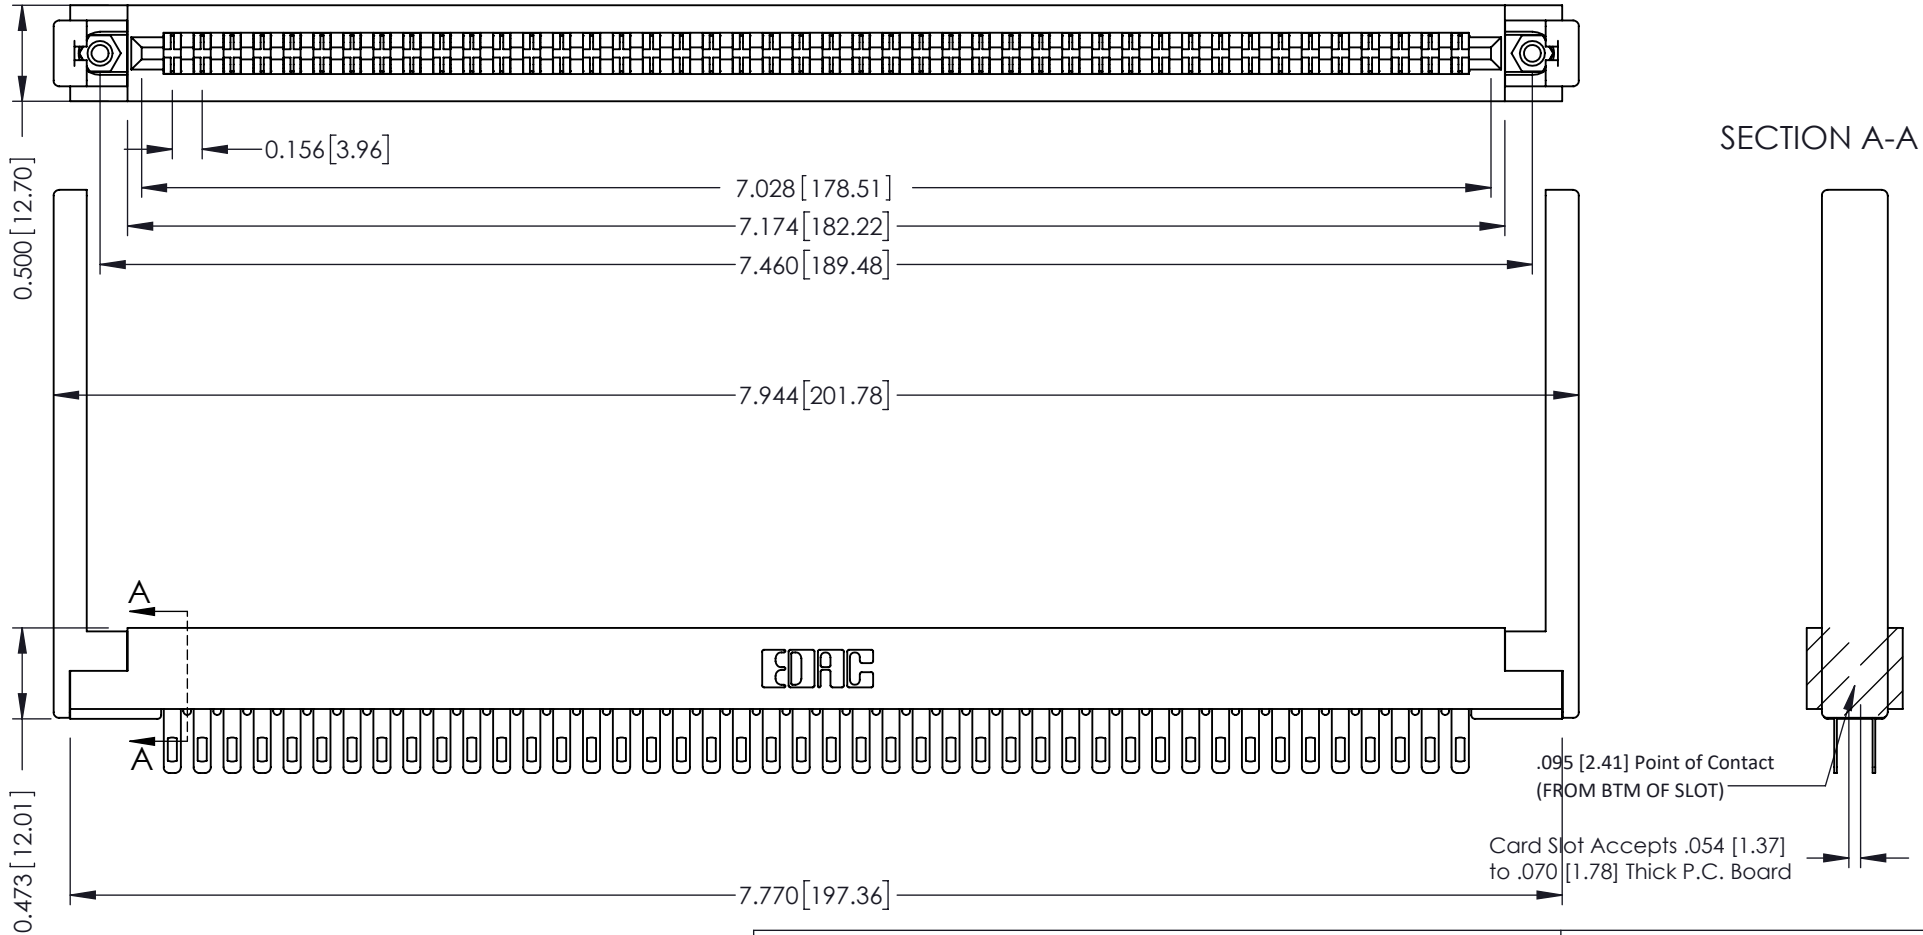 0.156[3.96]
SECTION A-A
0.500 [12.70]
7.028[178.51]
7.174[182.22]
7.460[189.48]
7.944[201.78]
A
EDAC
A
.095 [2.41] Point of Contact
(FROM BTM OF SLOT)
Card Slot Accepts .054 [1.37]
to .070 [1.78] Thick P.C. Board
0.473 [12.01]
7.770[197.36]